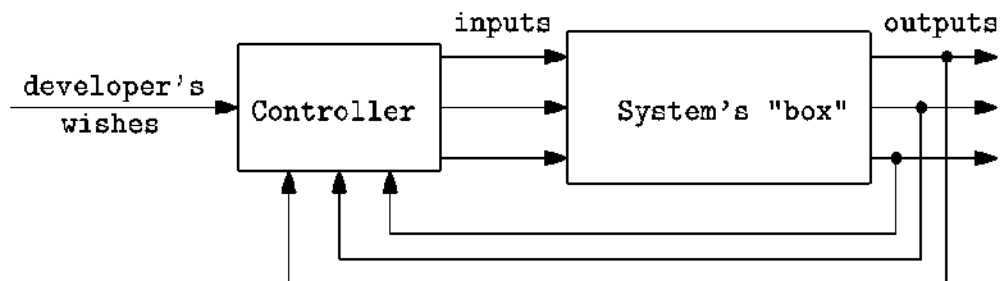 inputs
outputs
developer's
wishes
Controller
System's "box"